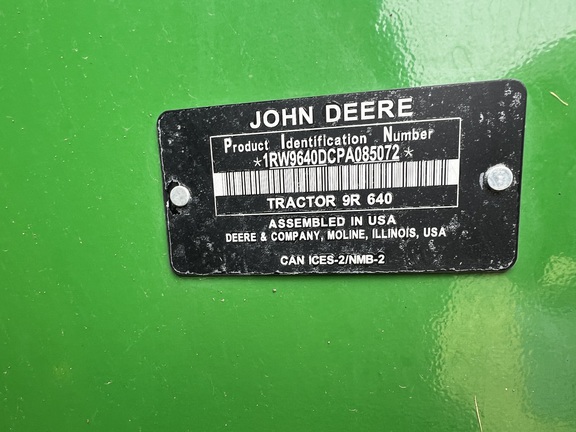 JOHN DEERE
Product Identification Number
*1RW9640DCPA085072*
TRACTOR 9R 640
ASSEMBLED IN USA
DEERE & COMPANY, MOLINE, ILLINOIS, USA
CAN ICES-2/NMB-2